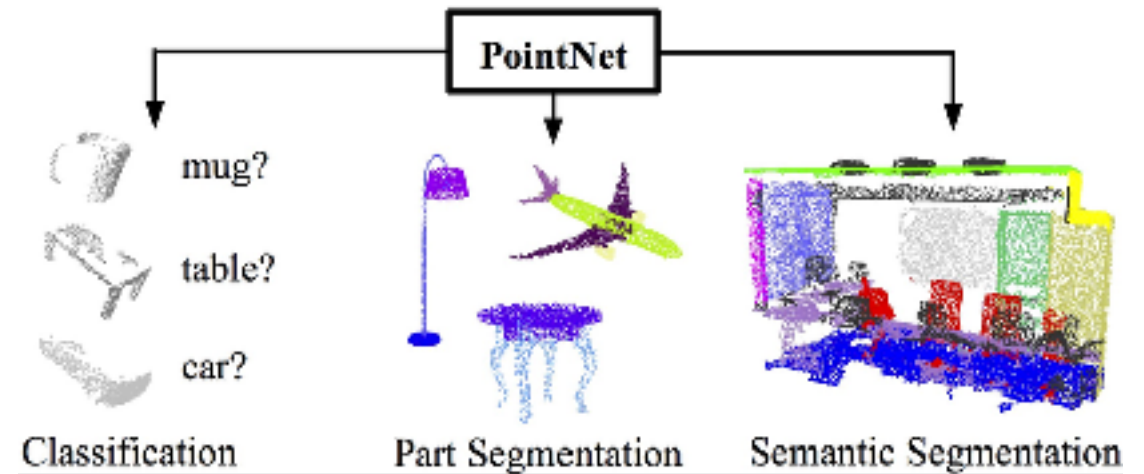 PointNet
mug?
table?
car?
Classification
Part Segmentation
Semantic Segmentation